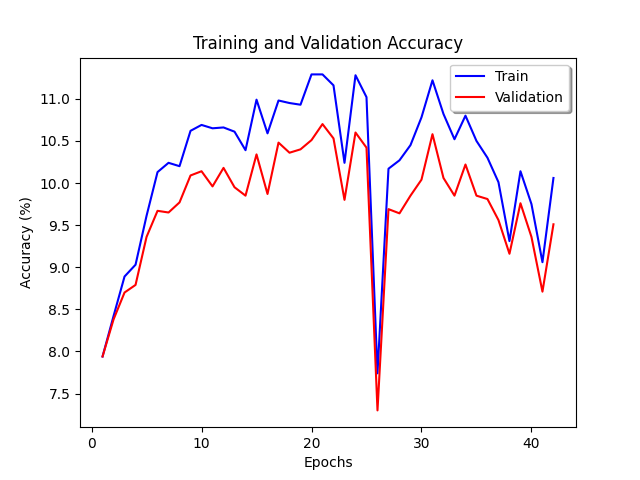 Training and Validation Accuracy
Train
Validation
Accuracy (%)
11.0
10.5
10.0
9.5
9.0
8.5
8.0
7.5
0 10 20 30 40
Epochs